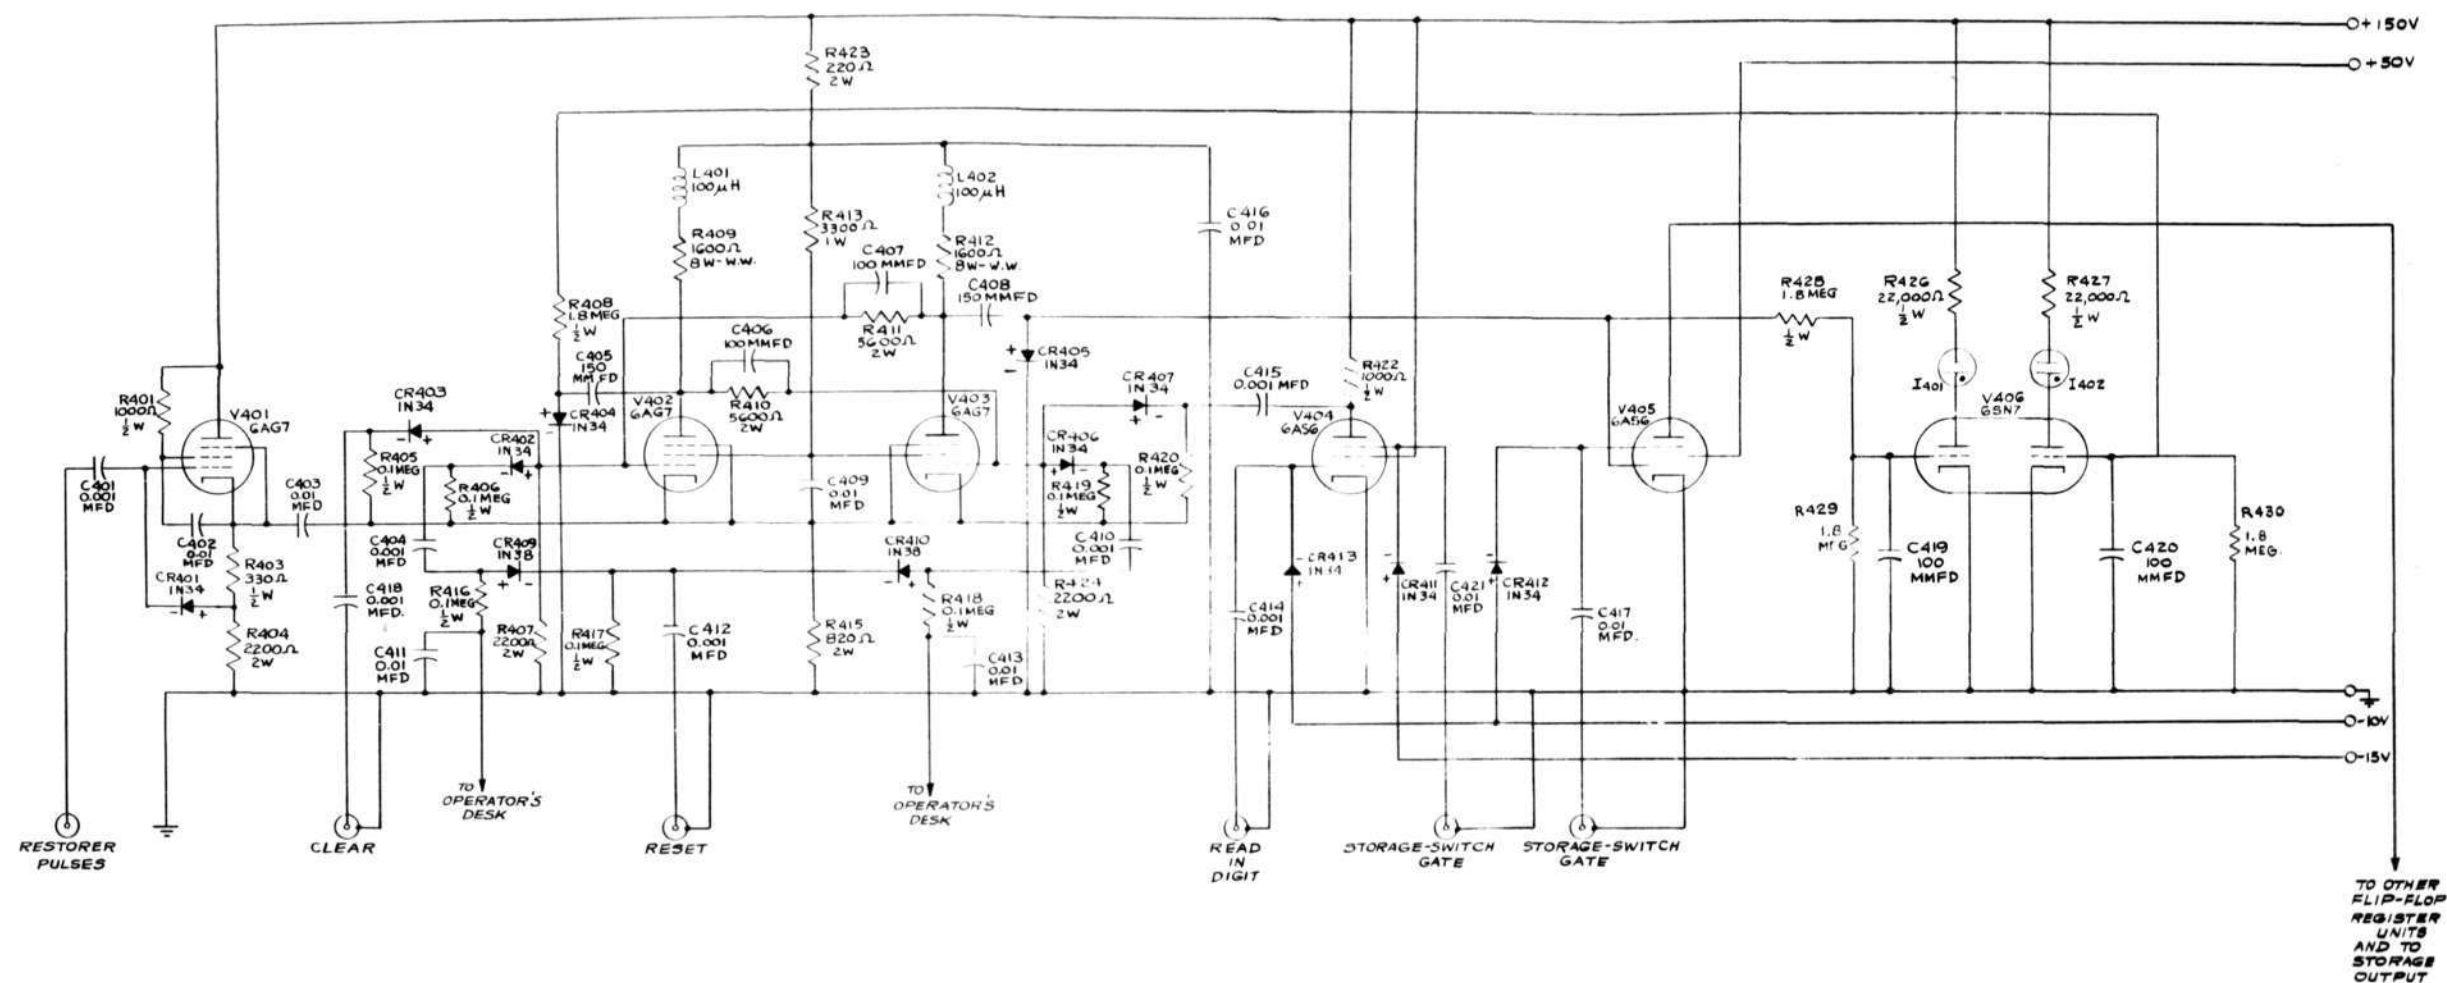 +150V
+50V
R423
220Ω
2W
L401
100μH
L402
100μH
R409
1600Ω
8W-W.W.
R413
3300Ω
1W
C407
100 MMFD
R412
1600Ω
8W-W.W.
C416
0.01
MFD
C408
150 MMFD
R408
1.8MEG
½W
C406
100MMFD
R411
5600Ω
2W
C405
150
MMFD
CR405
IN34
+
-
R428
1.8MEG
½W
R426
22,000Ω
½W
R427
22,000Ω
½W
I401
I402
R401
1000Ω
½W
V401
6AG7
CR403
IN34
-
+
+
CR404
IN34
-
V402
6AG7
R410
5600Ω
2W
V403
6AG7
CR407
IN34
+
-
C415
0.001 MFD
R422
1000Ω
½W
V404
6AS6
V405
6AS6
V406
6SN7
C401
0.001
MFD
C403
0.01
MFD
R405
0.1MEG
½W
CR402
IN34
-
+
R406
0.1MEG
½W
C409
0.01
MFD
CR406
IN34
+
-
R419
0.1MEG
½W
R420
0.1MEG
½W
C402
0.01
MFD
CR401
IN34
-
+
R403
330Ω
½W
R404
2200Ω
2W
C404
0.001
MFD
CR409
IN38
+
-
CR410
IN38
-
+
C410
0.001
MFD
C418
0.001
MFD.
R416
0.1MEG
½W
C411
0.01
MFD
R407
2200Ω
2W
R417
0.1MEG
½W
C412
0.001
MFD
R415
820Ω
2W
R418
0.1MEG
½W
C413
0.01
MFD
R424
2200Ω
2W
C414
0.001
MFD
-
CR413
IN34
+
-
+
CR411
IN34
C421
0.01
MFD
-
+
CR412
IN34
C417
0.01
MFD.
R429
1.8
MEG
C419
100
MMFD
C420
100
MMFD
R430
1.8
MEG.
-10V
-15V
TO
OPERATOR'S
DESK
TO
OPERATOR'S
DESK
RESTORER
PULSES
CLEAR
RESET
READ
IN
DIGIT
STORAGE-SWITCH
GATE
STORAGE-SWITCH
GATE
TO OTHER
FLIP-FLOP
REGISTER
UNITS
AND TO
STORAGE
OUTPUT